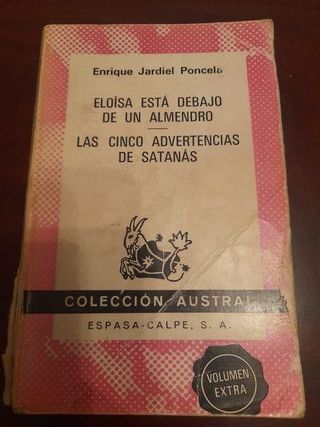 Enrique Jardiel Poncela
ELOÍSA ESTÁ DEBAJO
DE UN ALMENDRO
LAS CINCO ADVERTENCIAS
DE SATANÁS
COLECCIÓN AUSTRAL
ESPASA-CALPE, S. A.
VOLUMEN
EXTRA